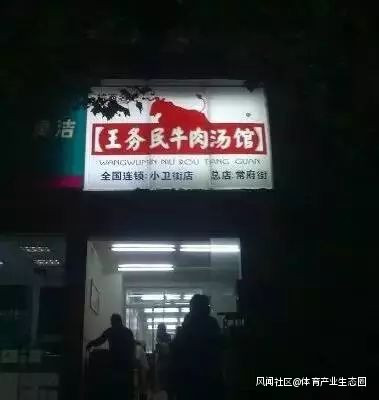 洁
【王务民牛肉汤馆】
WANGWUMIN NIU ROU TANG GUAN
全国连锁:小卫街店 总店:常府街
风闻社区@体育产业生态圈